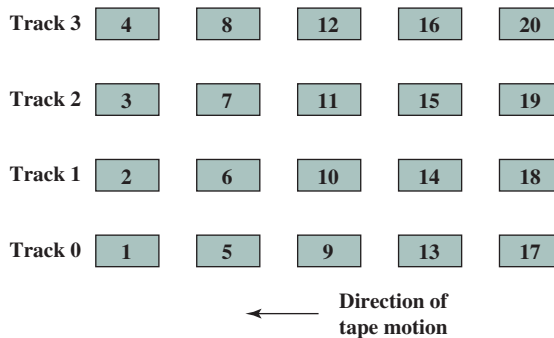 Track 3 4 8 12 16 20
Track 2 3 7 11 15 19
Track 1 2 6 10 14 18
Track 0 1 5 9 13 17
Direction of
tape motion